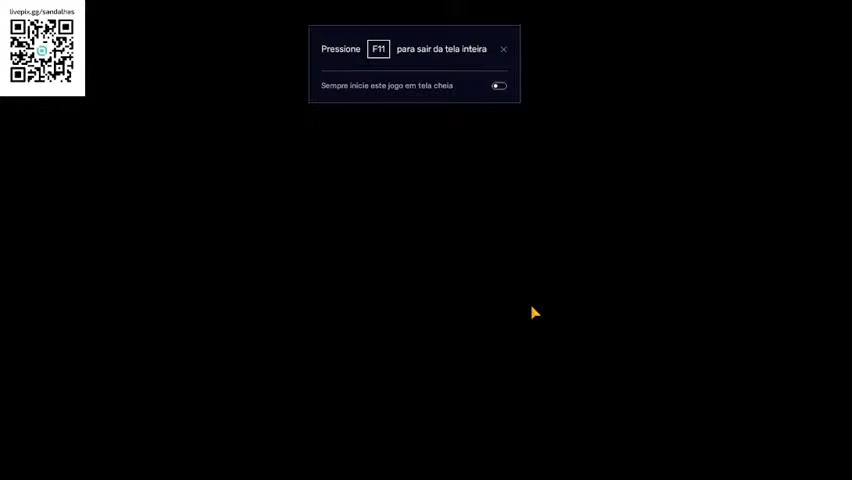 livepix.gg/sandalhas
Pressione F11 para sair da tela inteira
Sempre inicie este jogo em tela cheia